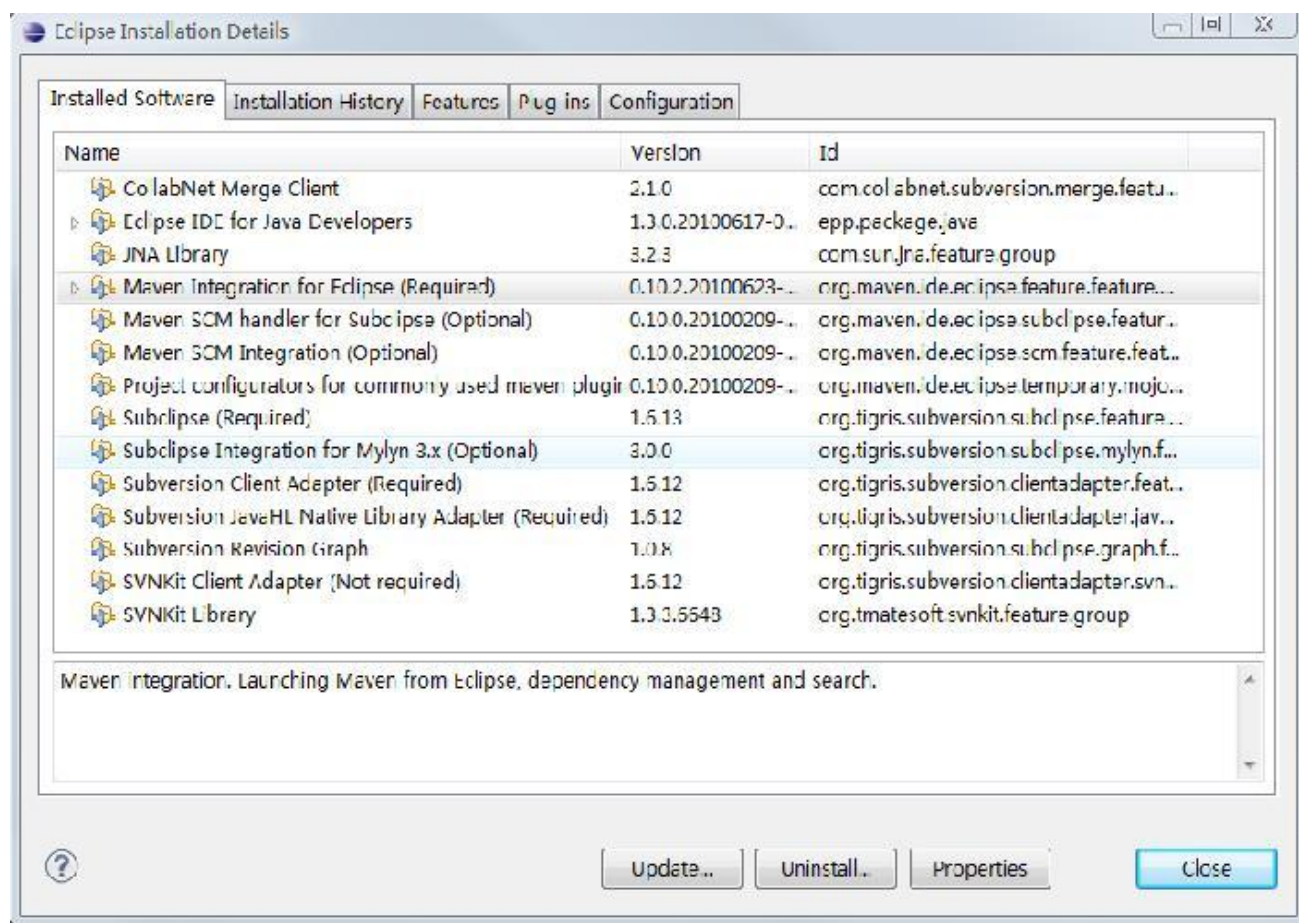 Eclipse Installation Details
Installed Software Installation History Features Plug-ins Configuration
Name Version Id
CollabNet Merge Client 2.1.0 com.collabnet.subversion.merge.featu...
Eclipse IDE for Java Developers 1.3.0.20100617-0... epp.package.java
JNA Library 3.2.3 com.sun.jna.feature.group
Maven Integration for Eclipse (Required) 0.10.2.20100623-... org.maven.ide.eclipse.feature.feature....
Maven SCM handler for Subclipse (Optional) 0.10.0.20100209-... org.maven.ide.eclipse.subclipse.featur...
Maven SCM Integration (Optional) 0.10.0.20100209-... org.maven.ide.eclipse.scm.feature.feat...
Project configurators for commonly used maven plugin 0.10.0.20100209-... org.maven.ide.eclipse.temporary.mojo...
Subclipse (Required) 1.6.13 org.tigris.subversion.subclipse.feature....
Subclipse Integration for Mylyn 3.x (Optional) 3.0.0 org.tigris.subversion.subclipse.mylyn.f...
Subversion Client Adapter (Required) 1.6.12 org.tigris.subversion.clientadapter.feat...
Subversion JavaHL Native Library Adapter (Required) 1.6.12 org.tigris.subversion.clientadapter.jav...
Subversion Revision Graph 1.0.8 org.tigris.subversion.subclipse.graph.f...
SVNKit Client Adapter (Not required) 1.6.12 org.tigris.subversion.clientadapter.svn...
SVNKit Library 1.3.3.6648 org.tmatesoft.svnkit.feature.group
Maven integration. Launching Maven from Eclipse, dependency management and search.
? Update... Uninstall... Properties Close